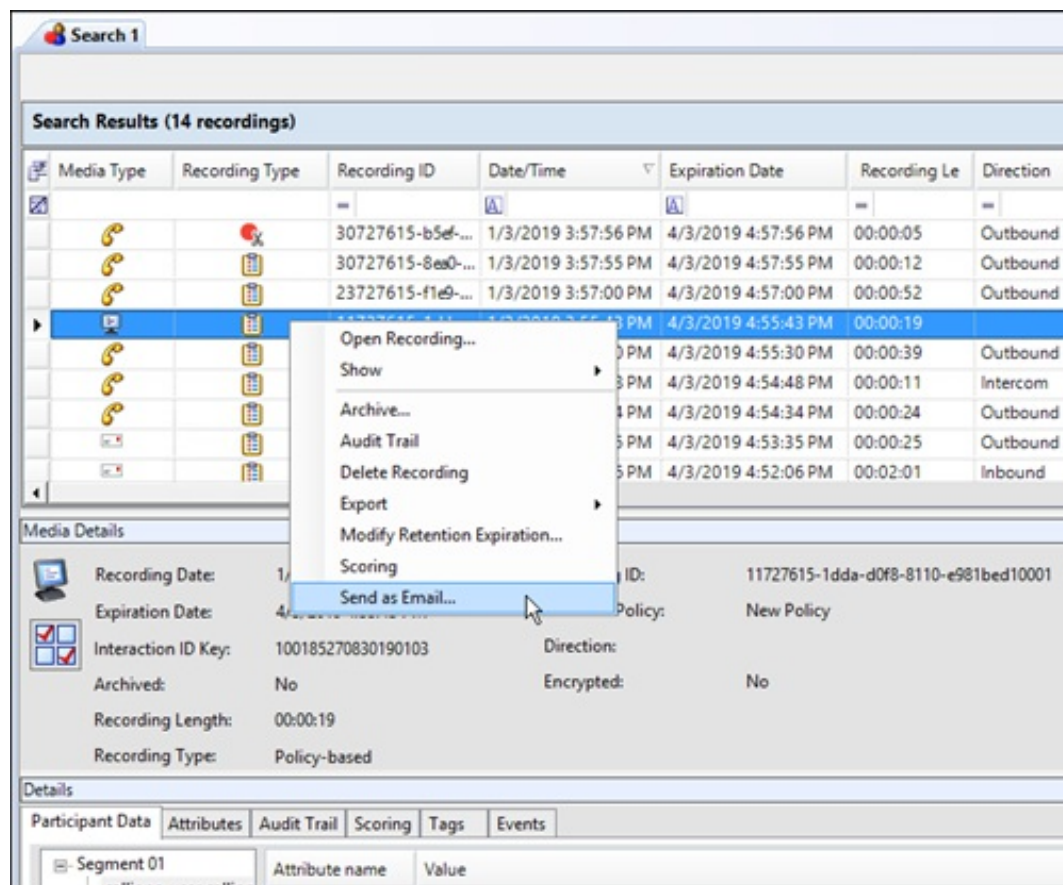 Search 1
Search Results (14 recordings)
Media Type Recording Type Recording ID Date/Time Expiration Date Recording Le Direction
= A A = =
30727615-b5ef-... 1/3/2019 3:57:56 PM 4/3/2019 4:57:56 PM 00:00:05 Outbound
30727615-8ea0-... 1/3/2019 3:57:55 PM 4/3/2019 4:57:55 PM 00:00:12 Outbound
23727615-f1e9-... 1/3/2019 3:57:00 PM 4/3/2019 4:57:00 PM 00:00:52 Outbound
PM 4/3/2019 4:55:43 PM 00:00:19
Open Recording...
PM 4/3/2019 4:55:30 PM 00:00:39 Outbound
Show
PM 4/3/2019 4:54:48 PM 00:00:11 Intercom
Archive...
PM 4/3/2019 4:54:34 PM 00:00:24 Outbound
Audit Trail
PM 4/3/2019 4:53:35 PM 00:00:25 Outbound
Delete Recording
PM 4/3/2019 4:52:06 PM 00:02:01 Inbound
Export
Modify Retention Expiration...
Scoring
Send as Email...
Media Details
Recording Date: 1/ ID: 11727615-1dda-d0f8-8110-e981bed10001
Expiration Date: Policy: New Policy
Interaction ID Key: 100185270830190103 Direction:
Archived: No Encrypted: No
Recording Length: 00:00:19
Recording Type: Policy-based
Details
Participant Data Attributes Audit Trail Scoring Tags Events
Segment 01 Attribute name Value